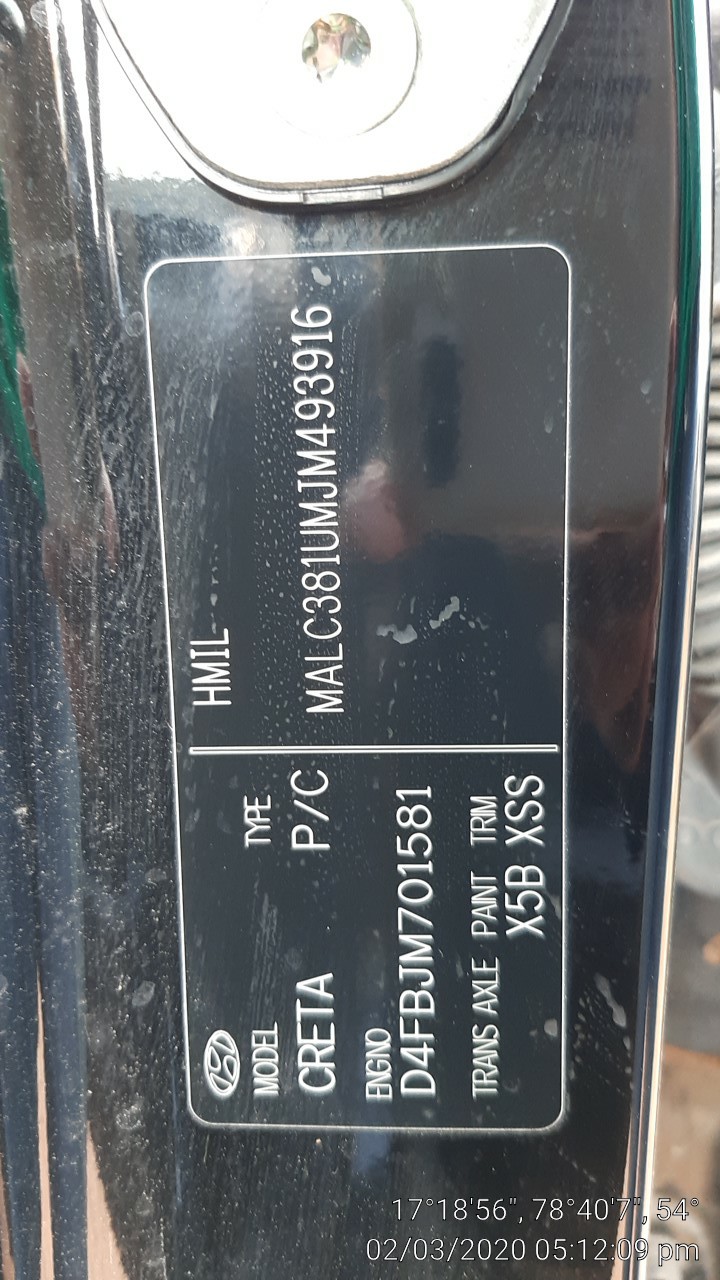 HMIL
MODEL TYPE
CRETA P/C MALC381UMJM493916
ENGNO
D4FBJM701581
TRANS AXLE PAINT TRIM
X5B XSS
17°18'56", 78°40'7", 54°
02/03/2020 05:12:09 pm